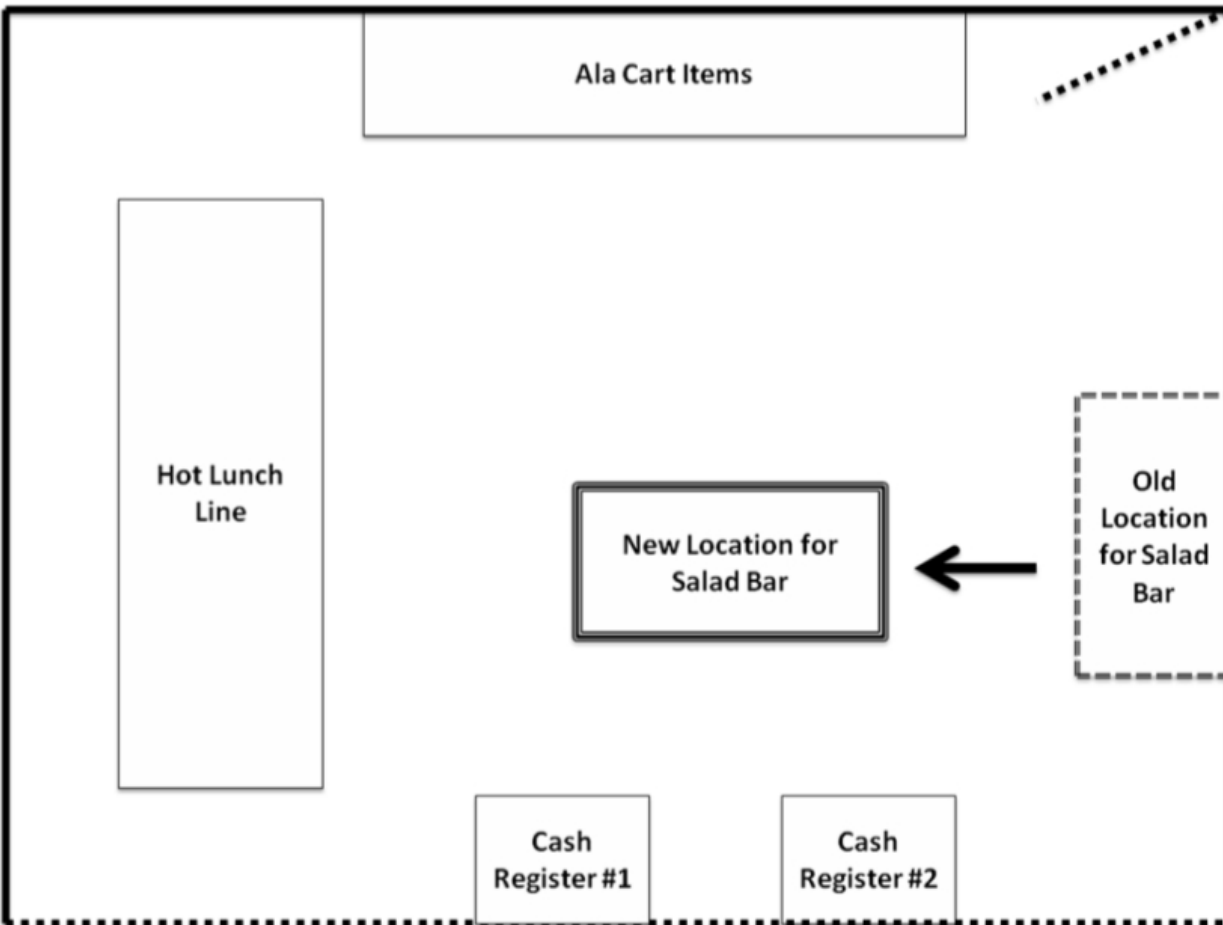 Ala Cart Items
Hot Lunch
Line
New Location for
Salad Bar
Old
Location
for Salad
Bar
Cash
Register #1
Cash
Register #2